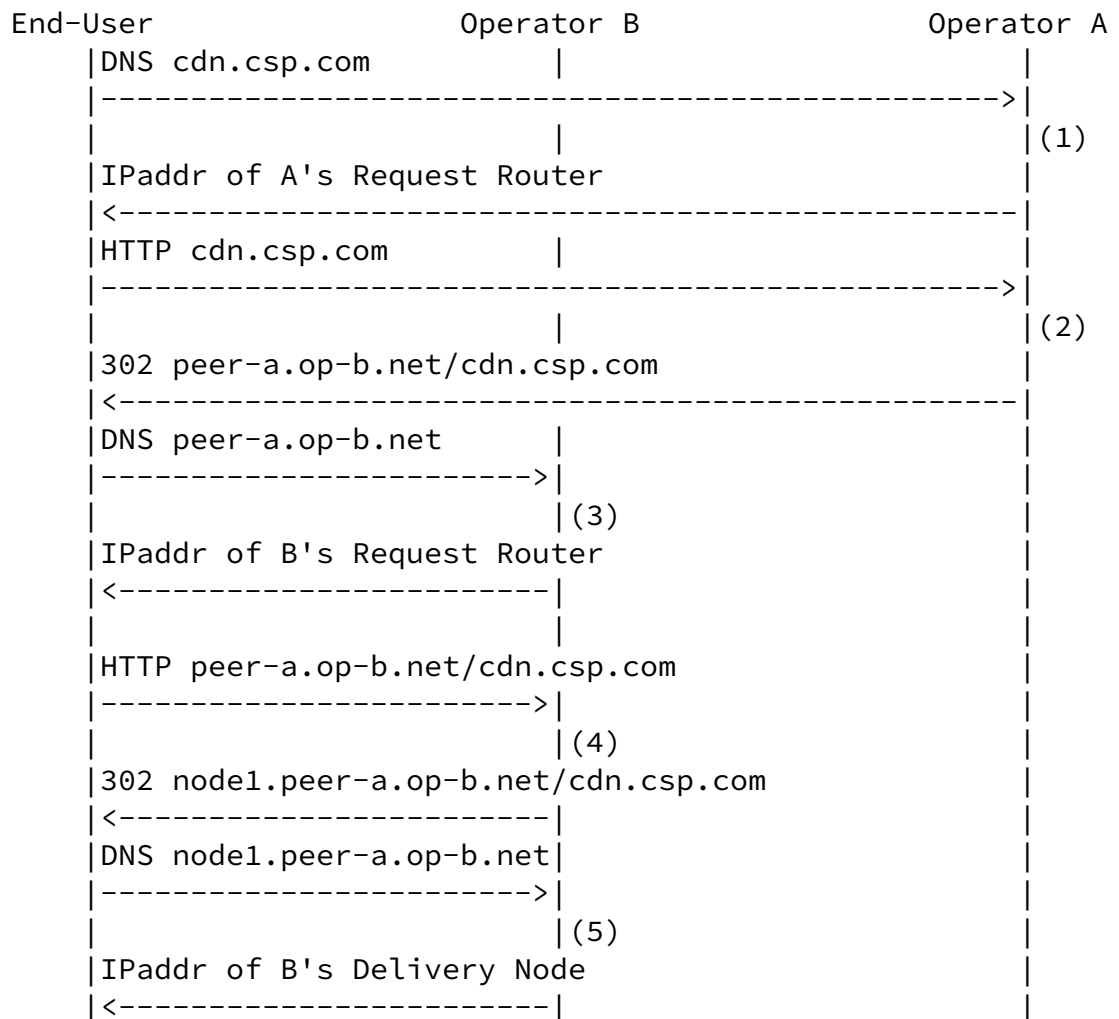 End-User Operator B Operator A
|DNS cdn.csp.com | |
|-------------------------------------------------->|
| | |(1)
|IPaddr of A's Request Router |
|<--------------------------------------------------|
|HTTP cdn.csp.com | |
|-------------------------------------------------->|
| | |(2)
|302 peer-a.op-b.net/cdn.csp.com |
|<--------------------------------------------------|
|DNS peer-a.op-b.net | |
|------------------------>| |
| |(3) |
|IPaddr of B's Request Router |
|<------------------------| |
| | |
|HTTP peer-a.op-b.net/cdn.csp.com |
|------------------------>| |
| |(4) |
|302 node1.peer-a.op-b.net/cdn.csp.com |
|<------------------------| |
|DNS node1.peer-a.op-b.net| |
|------------------------>| |
| |(5) |
|IPaddr of B's Delivery Node |
|<------------------------| |